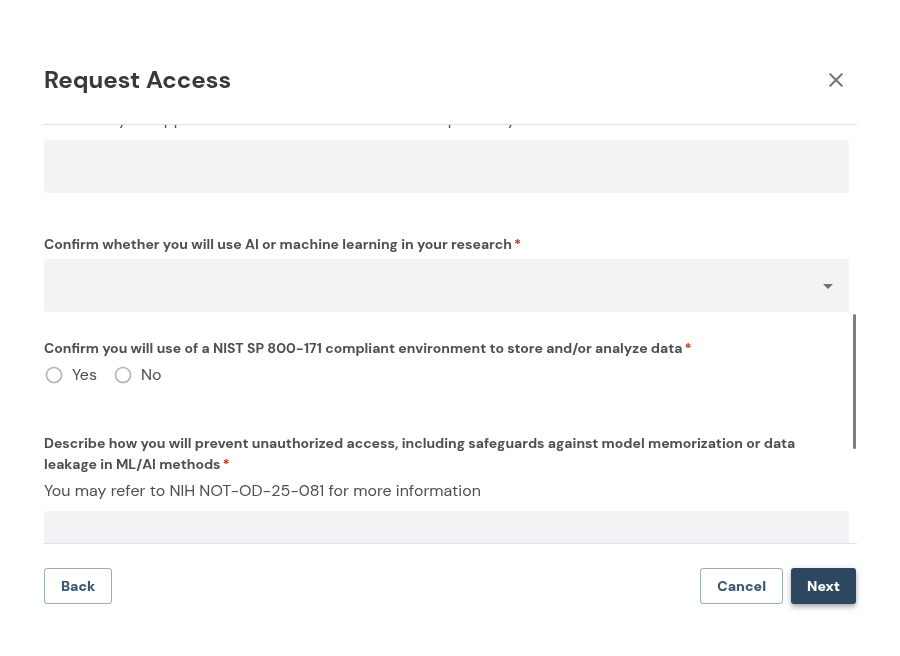 Request Access
Confirm whether you will use AI or machine learning in your research*
Confirm you will use of a NIST SP 800-171 compliant environment to store and/or analyze data*
Yes No
Describe how you will prevent unauthorized access, including safeguards against model memorization or data
leakage in ML/AI methods*
You may refer to NIH NOT-OD-25-081 for more information
Back Cancel Next